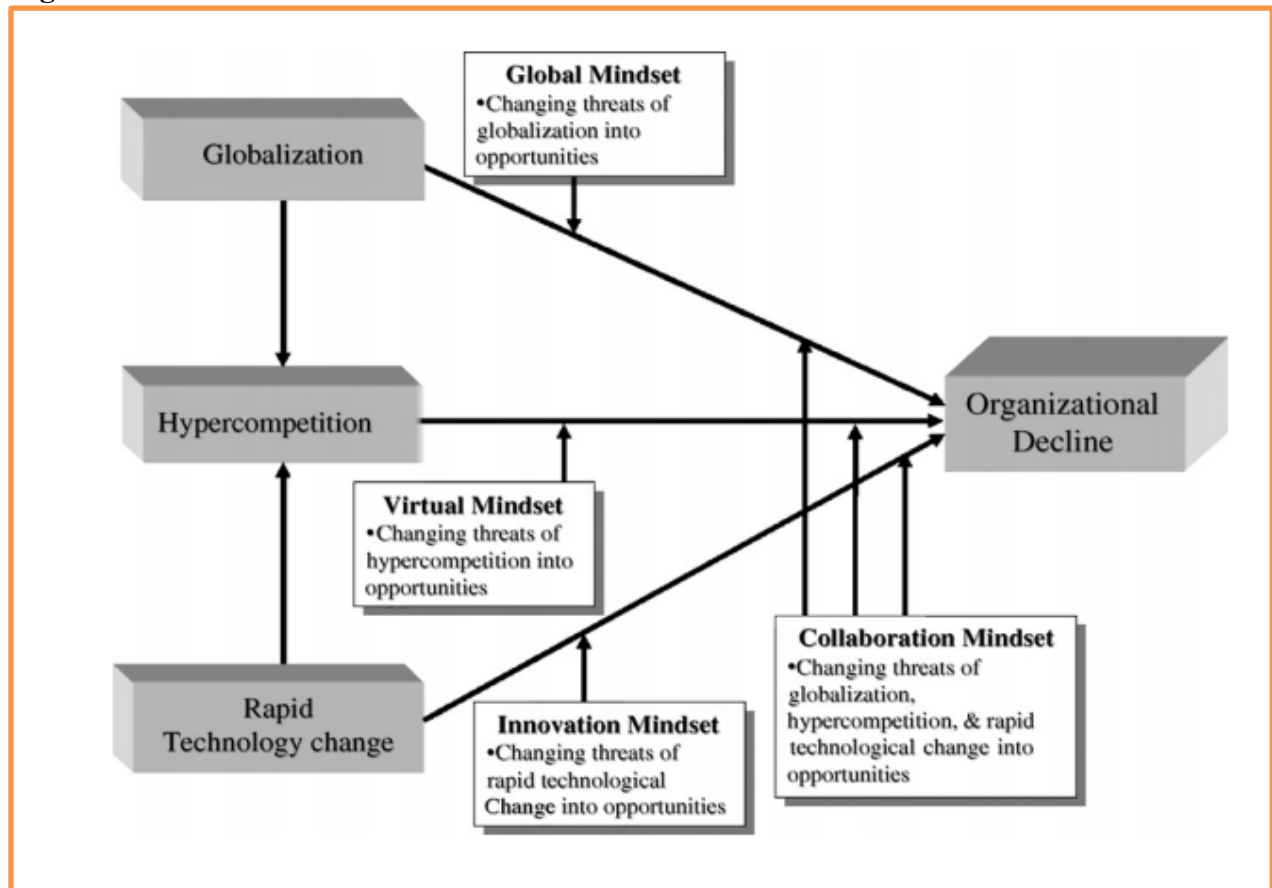 Global Mindset
•Changing threats of
globalization into
opportunities
Globalization
Hypercompetition
Organizational
Decline
Virtual Mindset
•Changing threats of
hypercompetition into
opportunities
Collaboration Mindset
•Changing threats of
globalization,
hypercompetition, & rapid
technological change into
opportunities
Rapid
Technology change
Innovation Mindset
•Changing threats of
rapid technological
Change into opportunities